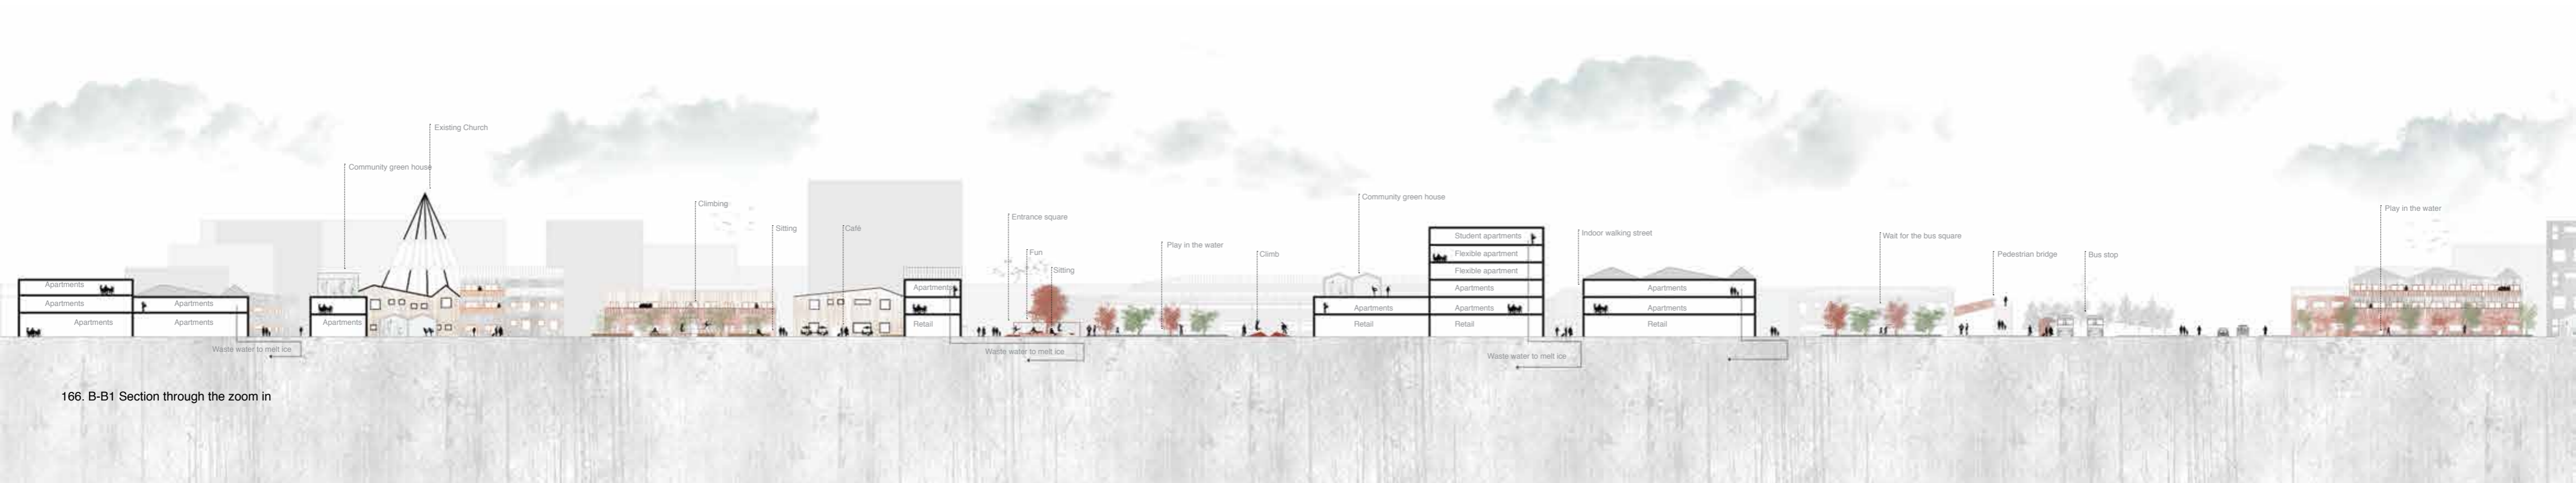 Existing Church
Community green house
Climbing
Sitting
Café
Entrance square
Fun
Sitting
Play in the water
Climb
Community green house
Indoor walking street
Wait for the bus square
Pedestrian bridge
Bus stop
Play in the water
Apartments
Apartments
Apartments
Apartments
Apartments
Apartments
Apartments
Retail
Apartments
Retail
Student apartments
Flexible apartment
Flexible apartment
Apartments
Apartments
Retail
Apartments
Apartments
Retail
Waste water to melt ice
Waste water to melt ice
Waste water to melt ice
166. B-B1 Section through the zoom in